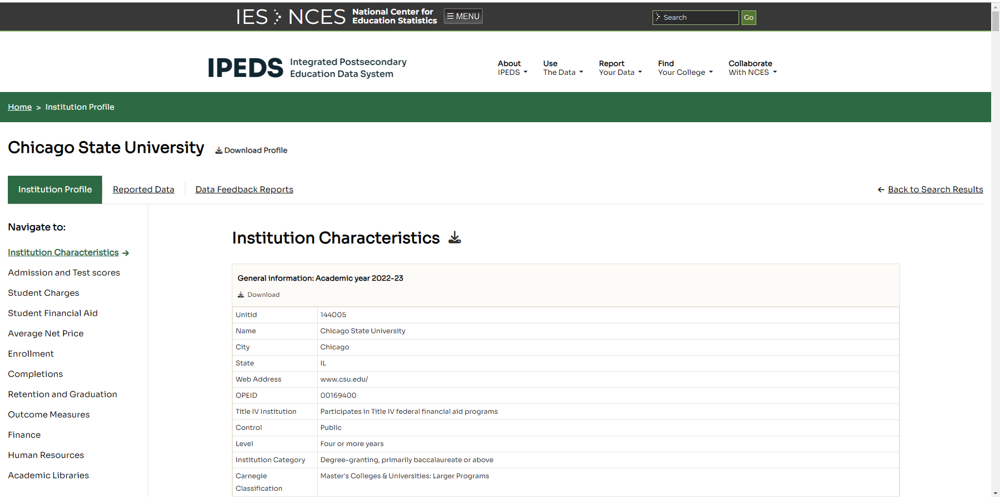 IES NCES National Center for Education Statistics
☰ MENU
Search
Go
IPEDS Integrated Postsecondary Education Data System
About IPEDS
Use The Data
Report Your Data
Find Your College
Collaborate With NCES
Home > Institution Profile
Chicago State University
Download Profile
Institution Profile
Reported Data
Data Feedback Reports
← Back to Search Results
Navigate to:
Institution Characteristics →
Admission and Test scores
Student Charges
Student Financial Aid
Average Net Price
Enrollment
Completions
Retention and Graduation
Outcome Measures
Finance
Human Resources
Academic Libraries
Institution Characteristics
General information: Academic year 2022-23
Download
UnitId 144005
Name Chicago State University
City Chicago
State IL
Web Address www.csu.edu/
OPEID 00169400
Title IV Institution Participates in Title IV federal financial aid programs
Control Public
Level Four or more years
Institution Category Degree-granting, primarily baccalaureate or above
Carnegie Classification Master's Colleges & Universities: Larger Programs